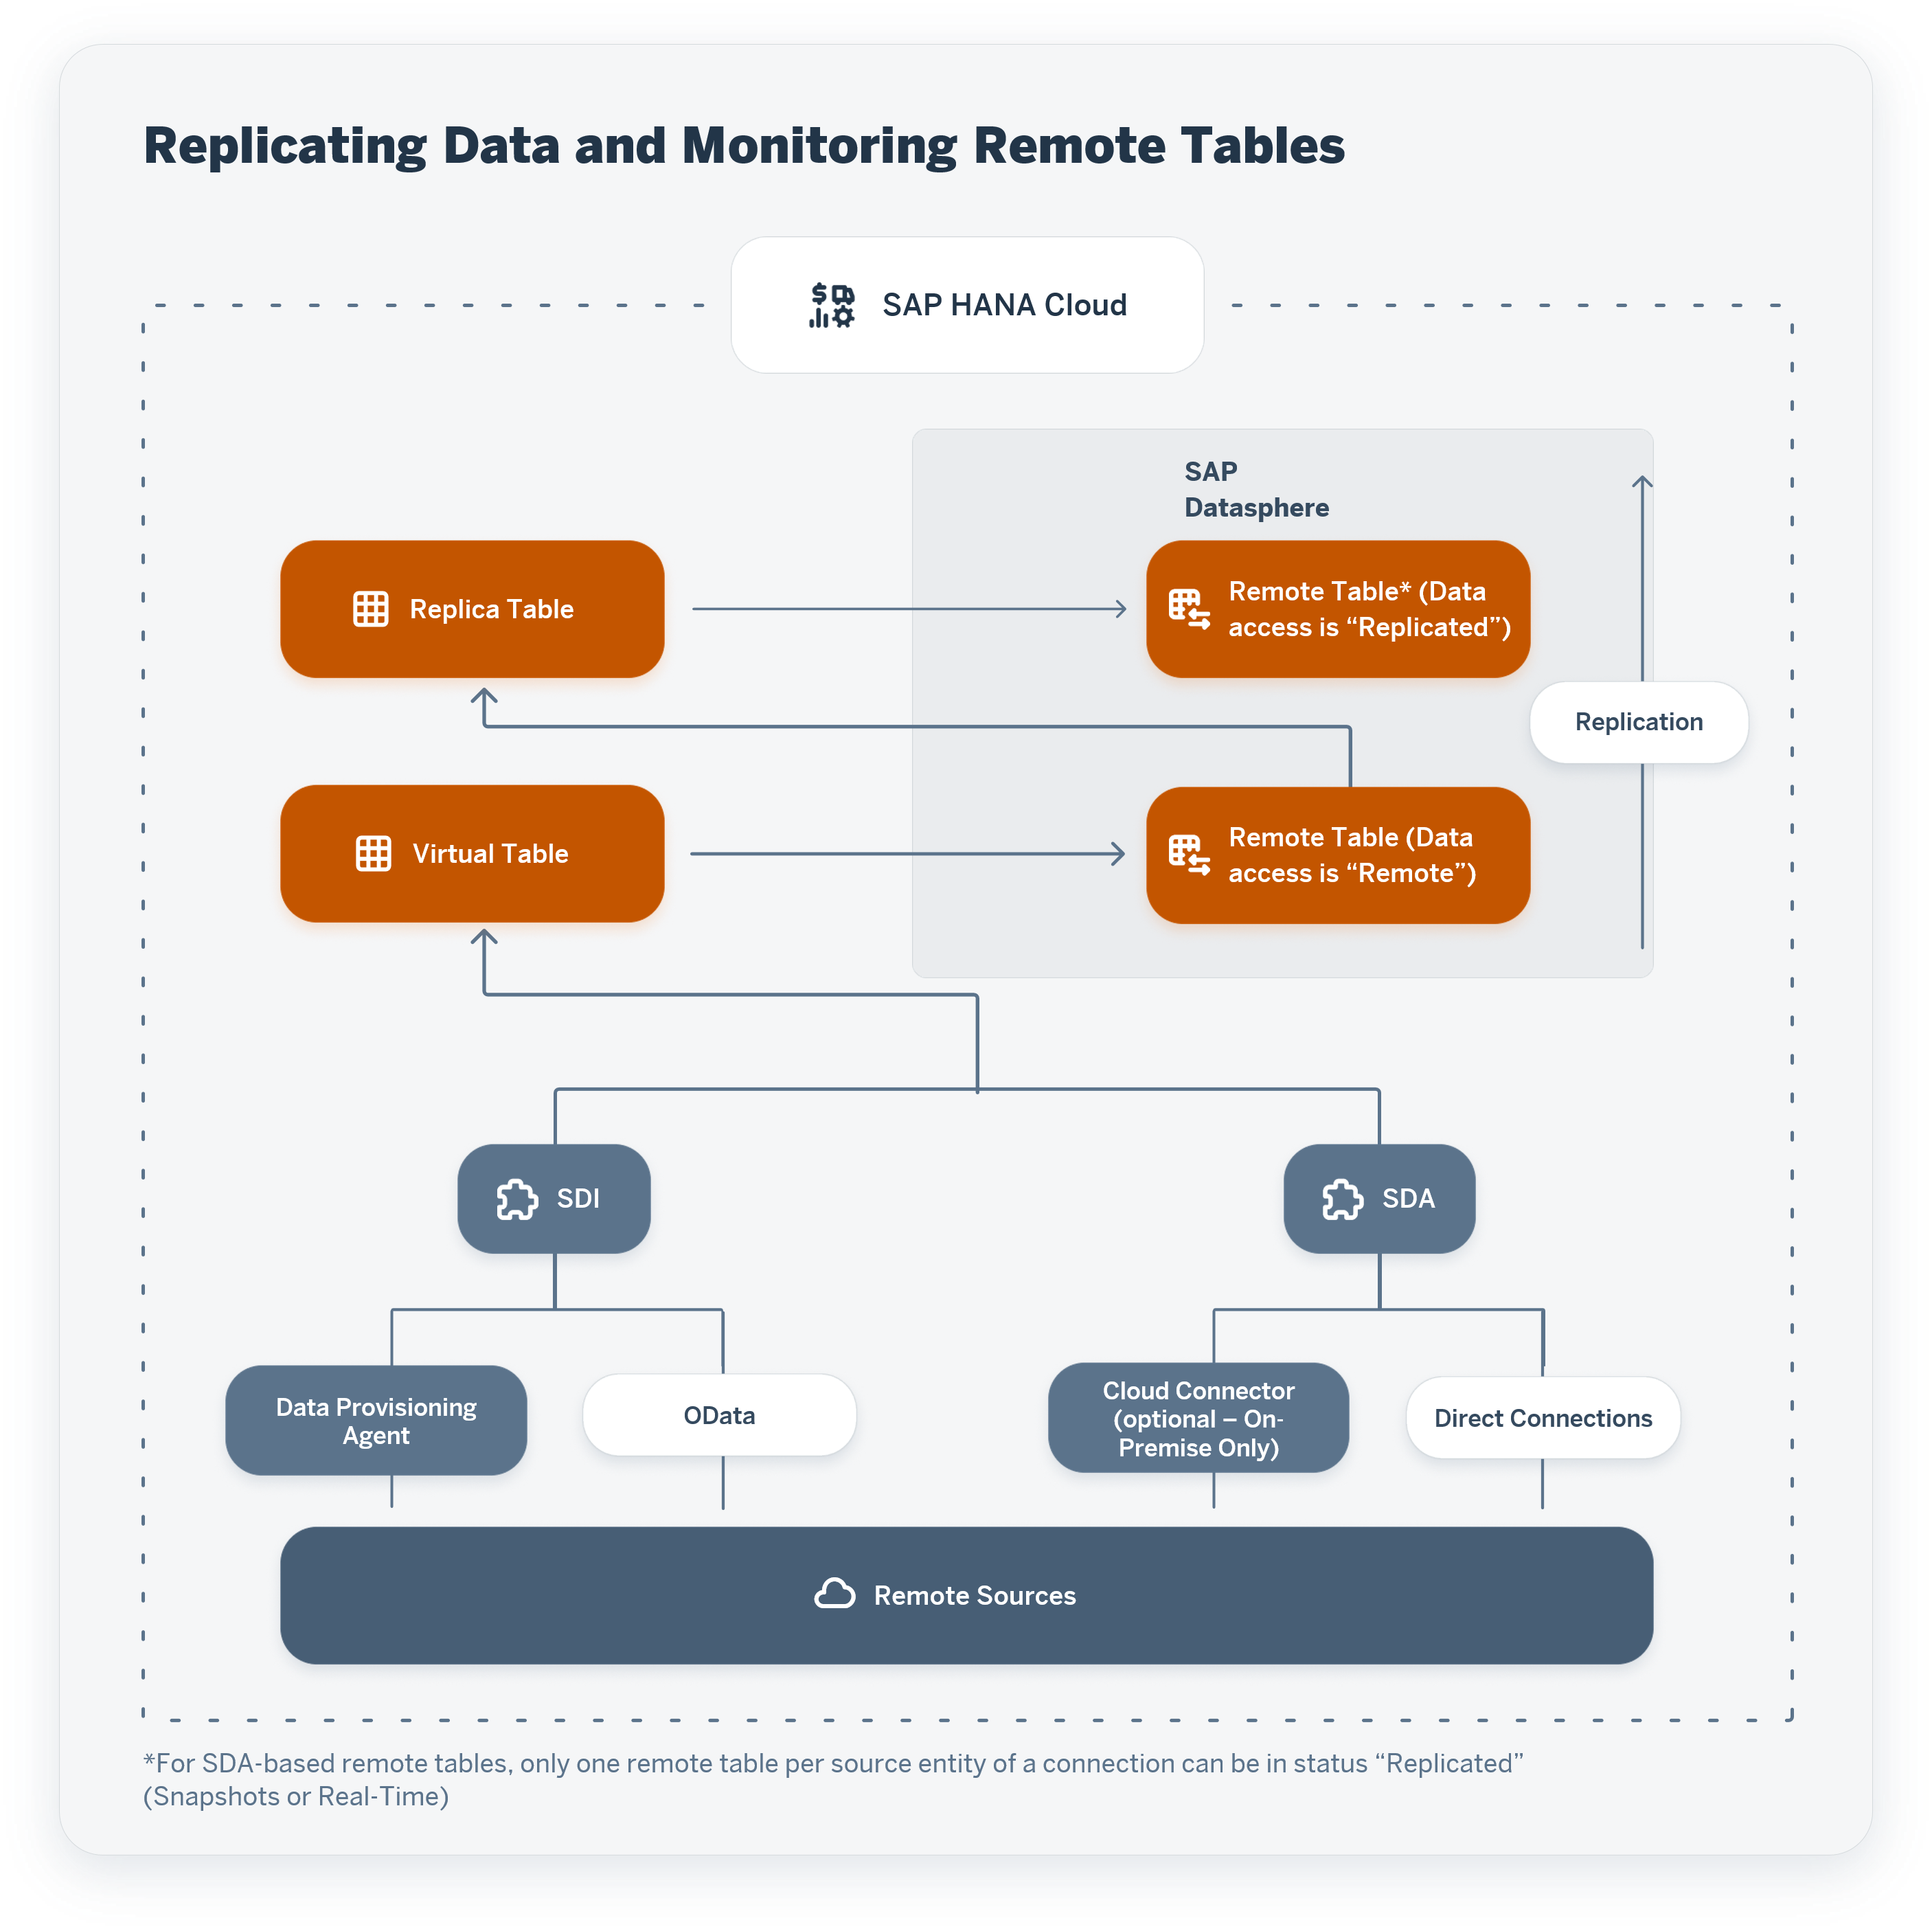 Replicating Data and Monitoring Remote Tables
SAP HANA Cloud
SAP
Datasphere
Replica Table
Remote Table* (Data
access is “Replicated”)
Replication
Virtual Table
Remote Table (Data
access is “Remote”)
SDI
SDA
Data Provisioning
Agent
OData
Cloud Connector
(optional – On-
Premise Only)
Direct Connections
Remote Sources
*For SDA-based remote tables, only one remote table per source entity of a connection can be in status “Replicated”
(Snapshots or Real-Time)